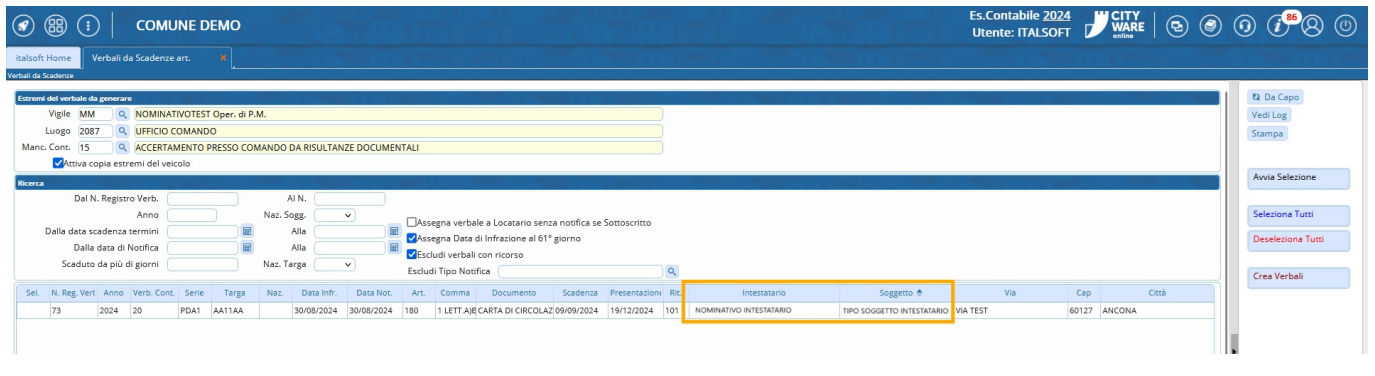 COMUNE DEMO
Es.Contabile 2024
Utente: ITALSOFT
CITY WARE online
86
italsoft Home
Verbali da Scadenze art.
Verbali da Scadenze
Estremi del verbale da generare
Vigile MM NOMINATIVOTEST Oper. di P.M.
Luogo 2087 UFFICIO COMANDO
Manc. Cont. 15 ACCERTAMENTO PRESSO COMANDO DA RISULTANZE DOCUMENTALI
Attiva copia estremi del veicolo
Ricerca
Dal N. Registro Verb. Al N.
Anno Naz. Sogg.
Dalla data scadenza termini Alla
Dalla data di Notifica Alla
Scaduto da più di giorni Naz. Targa
Assegna verbale a Locatario senza notifica se Sottoscritto
Assegna Data di Infrazione al 61° giorno
Escludi verbali con ricorso
Escludi Tipo Notifica
Sel. N. Reg. Vert Anno Verb. Cont. Serie Targa Naz. Data Infr. Data Not. Art. Comma Documento Scadenza Presentazion Rit. Intestatario Soggetto Via Cap Città
73 2024 20 PDA1 AA11AA 30/08/2024 30/08/2024 180 1 LETT.A)E CARTA DI CIRCOLAZ 09/09/2024 19/12/2024 101 NOMINATIVO INTESTATARIO TIPO SOGGETTO INTESTATARIO VIA TEST 60127 ANCONA
Da Capo
Vedi Log
Stampa
Avvia Selezione
Seleziona Tutti
Deseleziona Tutti
Crea Verbali